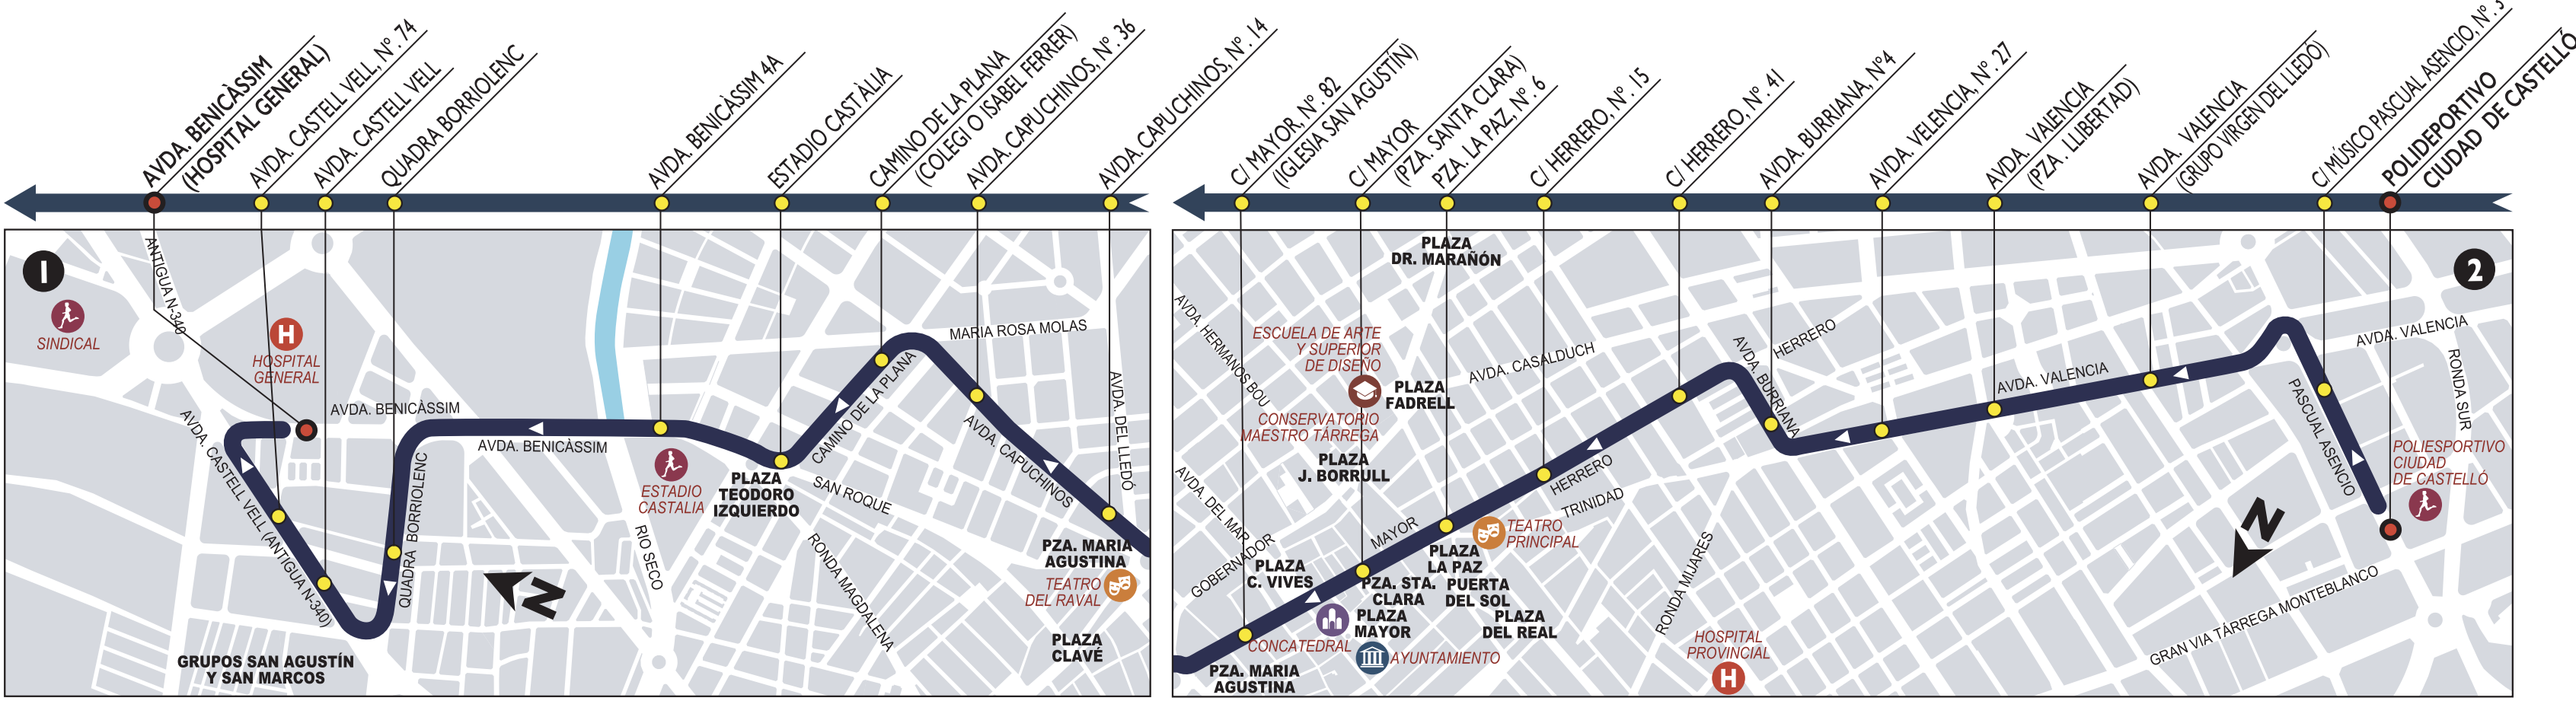 AVDA. BENICÀSSIM
(HOSPITAL GENERAL)
AVDA. CASTELL VELL, Nº. 74
AVDA. CASTELL VELL
QUADRA BORRIOLENC
AVDA. BENICÀSSIM 4A
ESTADIO CASTÀLIA
CAMINO DE LA PLANA
(COLEGI O ISABEL FERRER)
AVDA. CAPUCHINOS, Nº. 36
AVDA. CAPUCHINOS, Nº. 14
C/ MAYOR, Nº. 82
(IGLESIA SAN AGUSTÍN)
C/ MAYOR
(PZA. SANTA CLARA)
PZA. LA PAZ, Nº. 6
C/ HERRERO, Nº. 15
C/ HERRERO, Nº. 41
AVDA. BURRIANA, Nº4
AVDA. VELENCIA, Nº. 27
AVDA. VALENCIA
(PZA. LLIBERTAD)
AVDA. VALENCIA
(GRUPO VIRGEN DEL LLEDÓ)
C/ MÚSICO PASCUAL ASENCIO, Nº.
POLIDEPORTIVO
CIUDAD DE CASTELLÓ
1
SINDICAL
ANTIGUA N-340
H
HOSPITAL
GENERAL
AVDA. BENICÀSSIM
AVDA. BENICÀSSIM
AVDA. CASTELL VELL (ANTIGUA N-340)
QUADRA BORRIOLENC
GRUPOS SAN AGUSTÍN
Y SAN MARCOS
N
ESTADIO
CASTALIA
RIO SECO
PLAZA
TEODORO
IZQUIERDO
SAN ROQUE
RONDA MAGDALENA
CAMINO DE LA PLANA
MARIA ROSA MOLAS
AVDA. CAPUCHINOS
AVDA. DEL LLEDÓ
PZA. MARIA
AGUSTINA
TEATRO
DEL RAVAL
PLAZA
CLAVÉ
2
PLAZA
DR. MARAÑÓN
AVDA. HERMANOS BOU
ESCUELA DE ARTE
Y SUPERIOR
DE DISEÑO
PLAZA
FADRELL
CONSERVATORIO
MAESTRO TÁRREGA
PLAZA
J. BORRULL
AVDA. CASALDUCH
AVDA. DEL MAR
GOBERNADOR
PLAZA
C. VIVES
MAYOR
PZA. STA.
CLARA
PLAZA
LA PAZ
PUERTA
DEL SOL
PLAZA
MAYOR
PLAZA
DEL REAL
CONCATEDRAL
AYUNTAMIENTO
PZA. MARIA
AGUSTINA
TEATRO
PRINCIPAL
HERRERO
TRINIDAD
RONDA MIJARES
HOSPITAL
PROVINCIAL
H
AVDA. BURRIANA
HERRERO
AVDA. VALENCIA
AVDA. VALENCIA
RONDA SUR
PASCUAL ASENCIO
POLIESPORTIVO
CIUDAD
DE CASTELLÓ
N
GRAN VIA TÁRREGA MONTEBLANCO